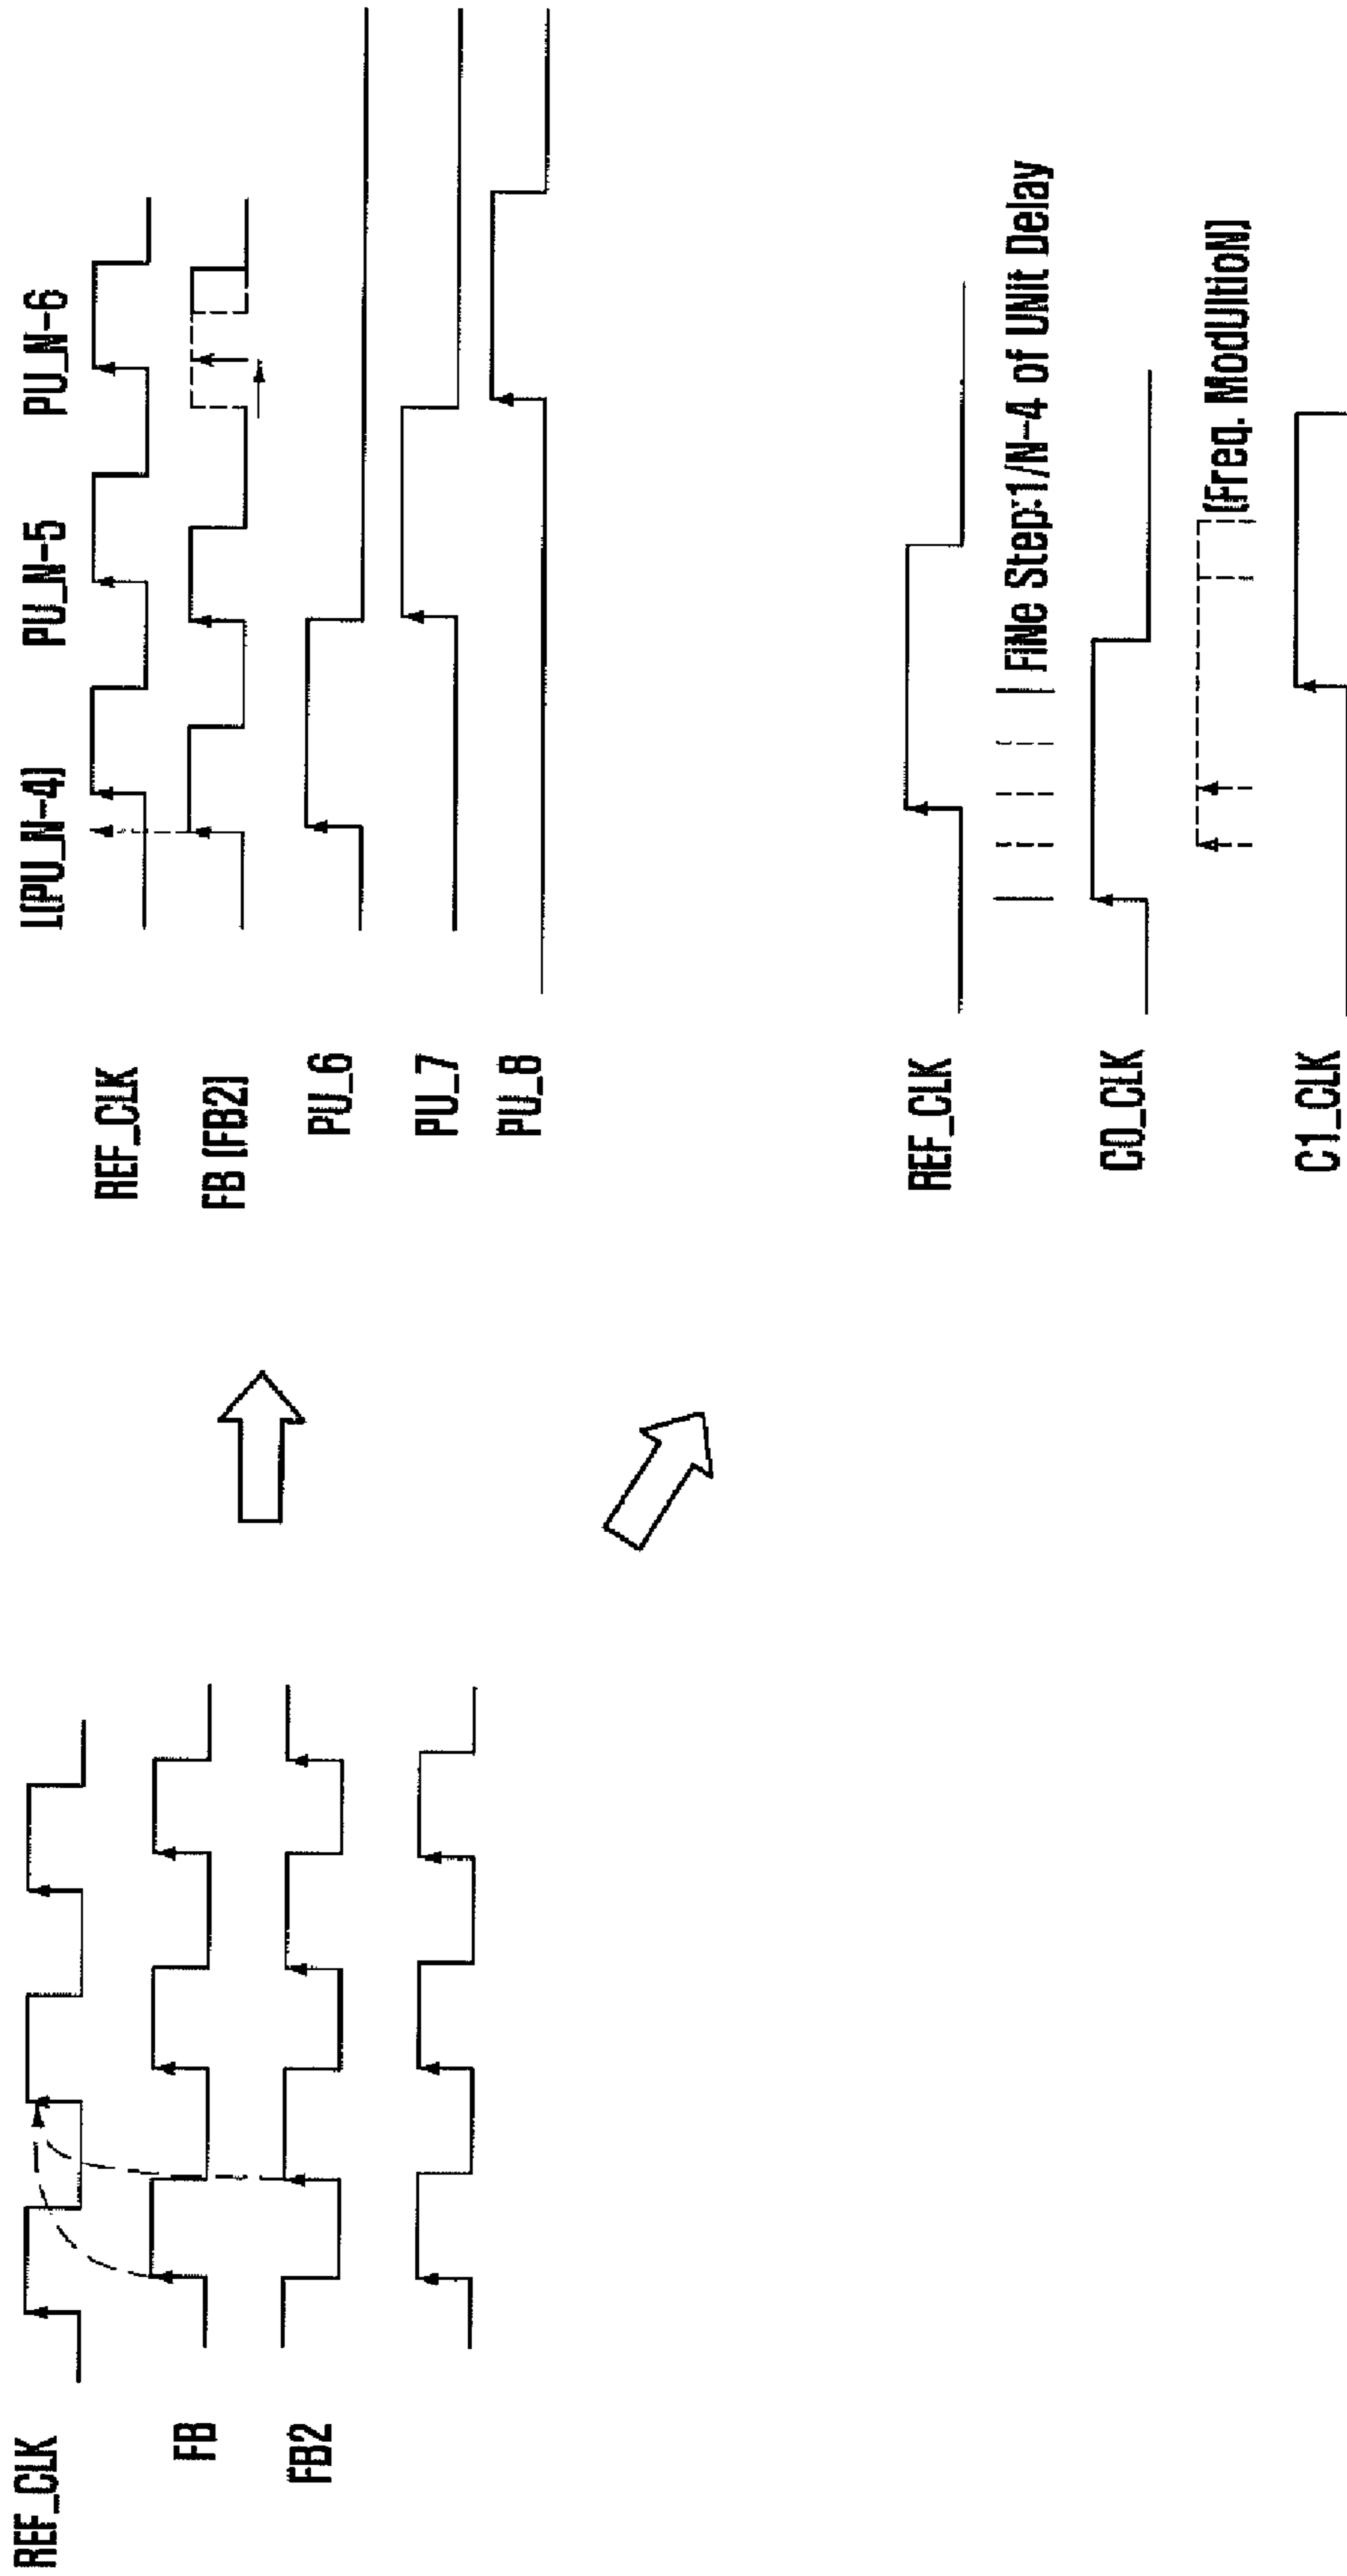 REF_CLK
FB
FB2
L(PU_N-4) PU_N-5 PU_N-6
REF_CLK
FB (FB2)
PU_6
PU_7
PU_8
REF_CLK
FiNe Step:1/N-4 of UNit Delay
C0_CLK
(Freq. ModUltioN)
C1_CLK